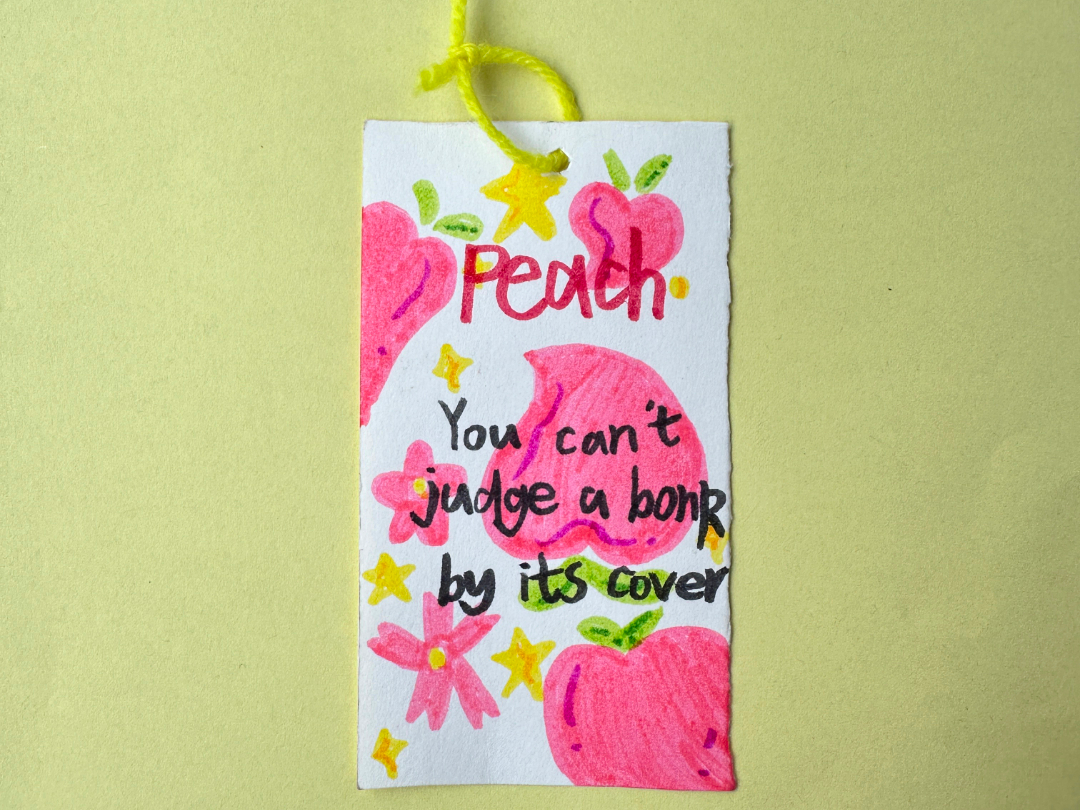 Peach
You can't
judge a bonk
by its cover